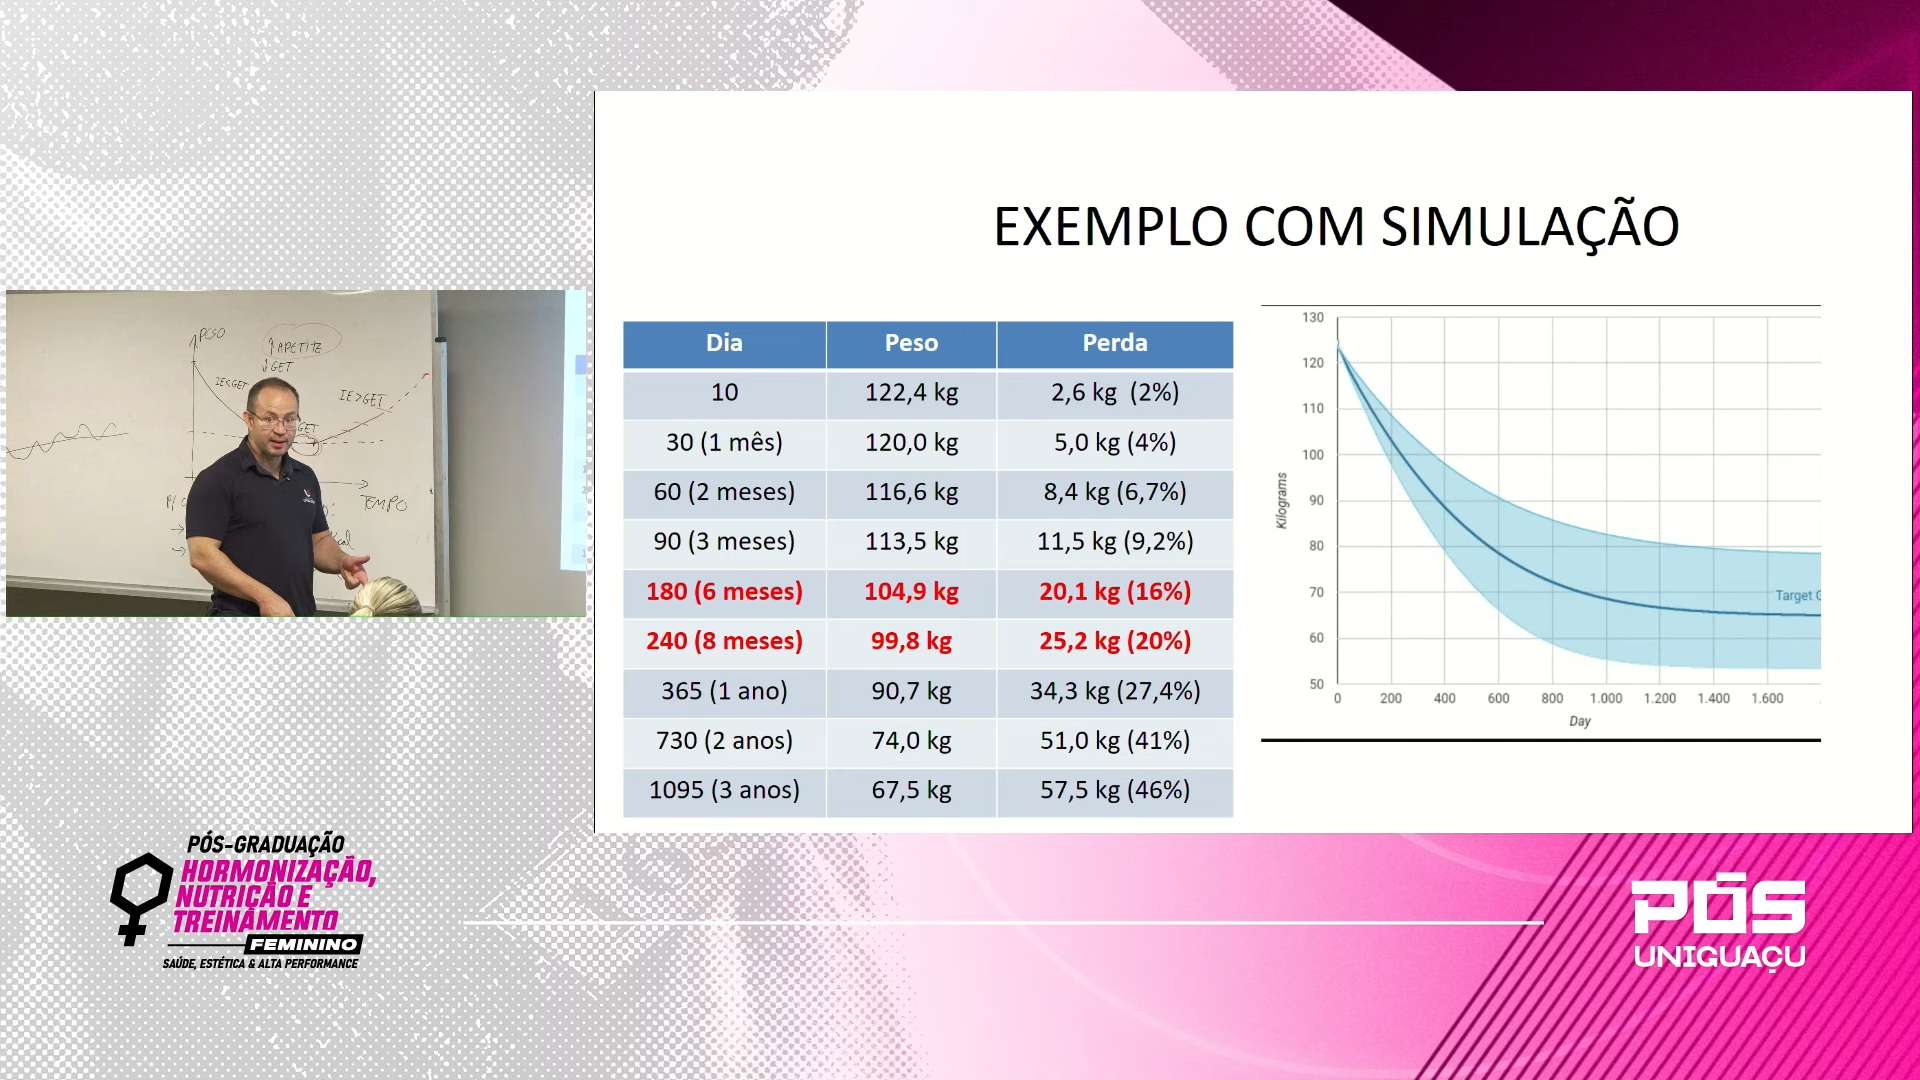 EXEMPLO COM SIMULAÇÃO
Dia Peso Perda
10 122,4 kg 2,6 kg (2%)
30 (1 mês) 120,0 kg 5,0 kg (4%)
60 (2 meses) 116,6 kg 8,4 kg (6,7%)
90 (3 meses) 113,5 kg 11,5 kg (9,2%)
180 (6 meses) 104,9 kg 20,1 kg (16%)
240 (8 meses) 99,8 kg 25,2 kg (20%)
365 (1 ano) 90,7 kg 34,3 kg (27,4%)
730 (2 anos) 74,0 kg 51,0 kg (41%)
1095 (3 anos) 67,5 kg 57,5 kg (46%)
130
120
110
100
90
80
70
60
50
Kilograms
Target
0 200 400 600 800 1.000 1.200 1.400 1.600
Day
PESO
↑APETITE
↓GET
IE<GET
IE>GET
GET
TEMPO
PÓS-GRADUAÇÃO
HORMONIZAÇÃO,
NUTRIÇÃO E
TREINAMENTO
FEMININO
SAÚDE, ESTÉTICA & ALTA PERFORMANCE
PÓS
UNIGUAÇU